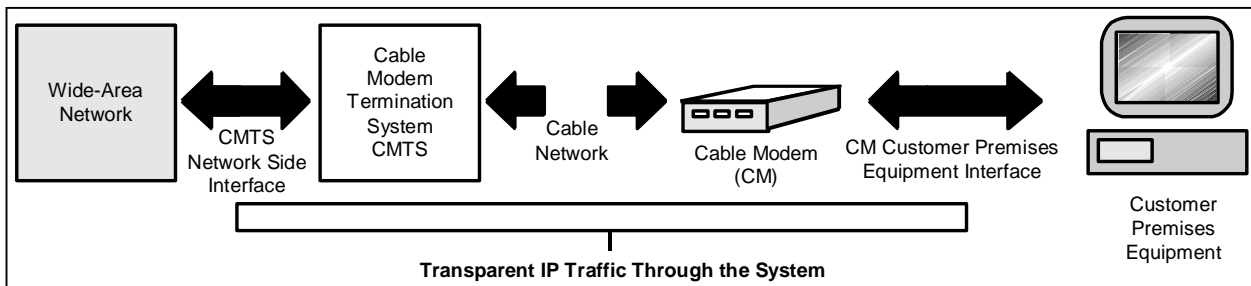 Wide-Area
Network
CMTS
Network Side
Interface
Cable
Modem
Termination
System
CMTS
Cable
Network
Cable Modem
(CM)
CM Customer Premises
Equipment Interface
Customer
Premises
Equipment
Transparent IP Traffic Through the System